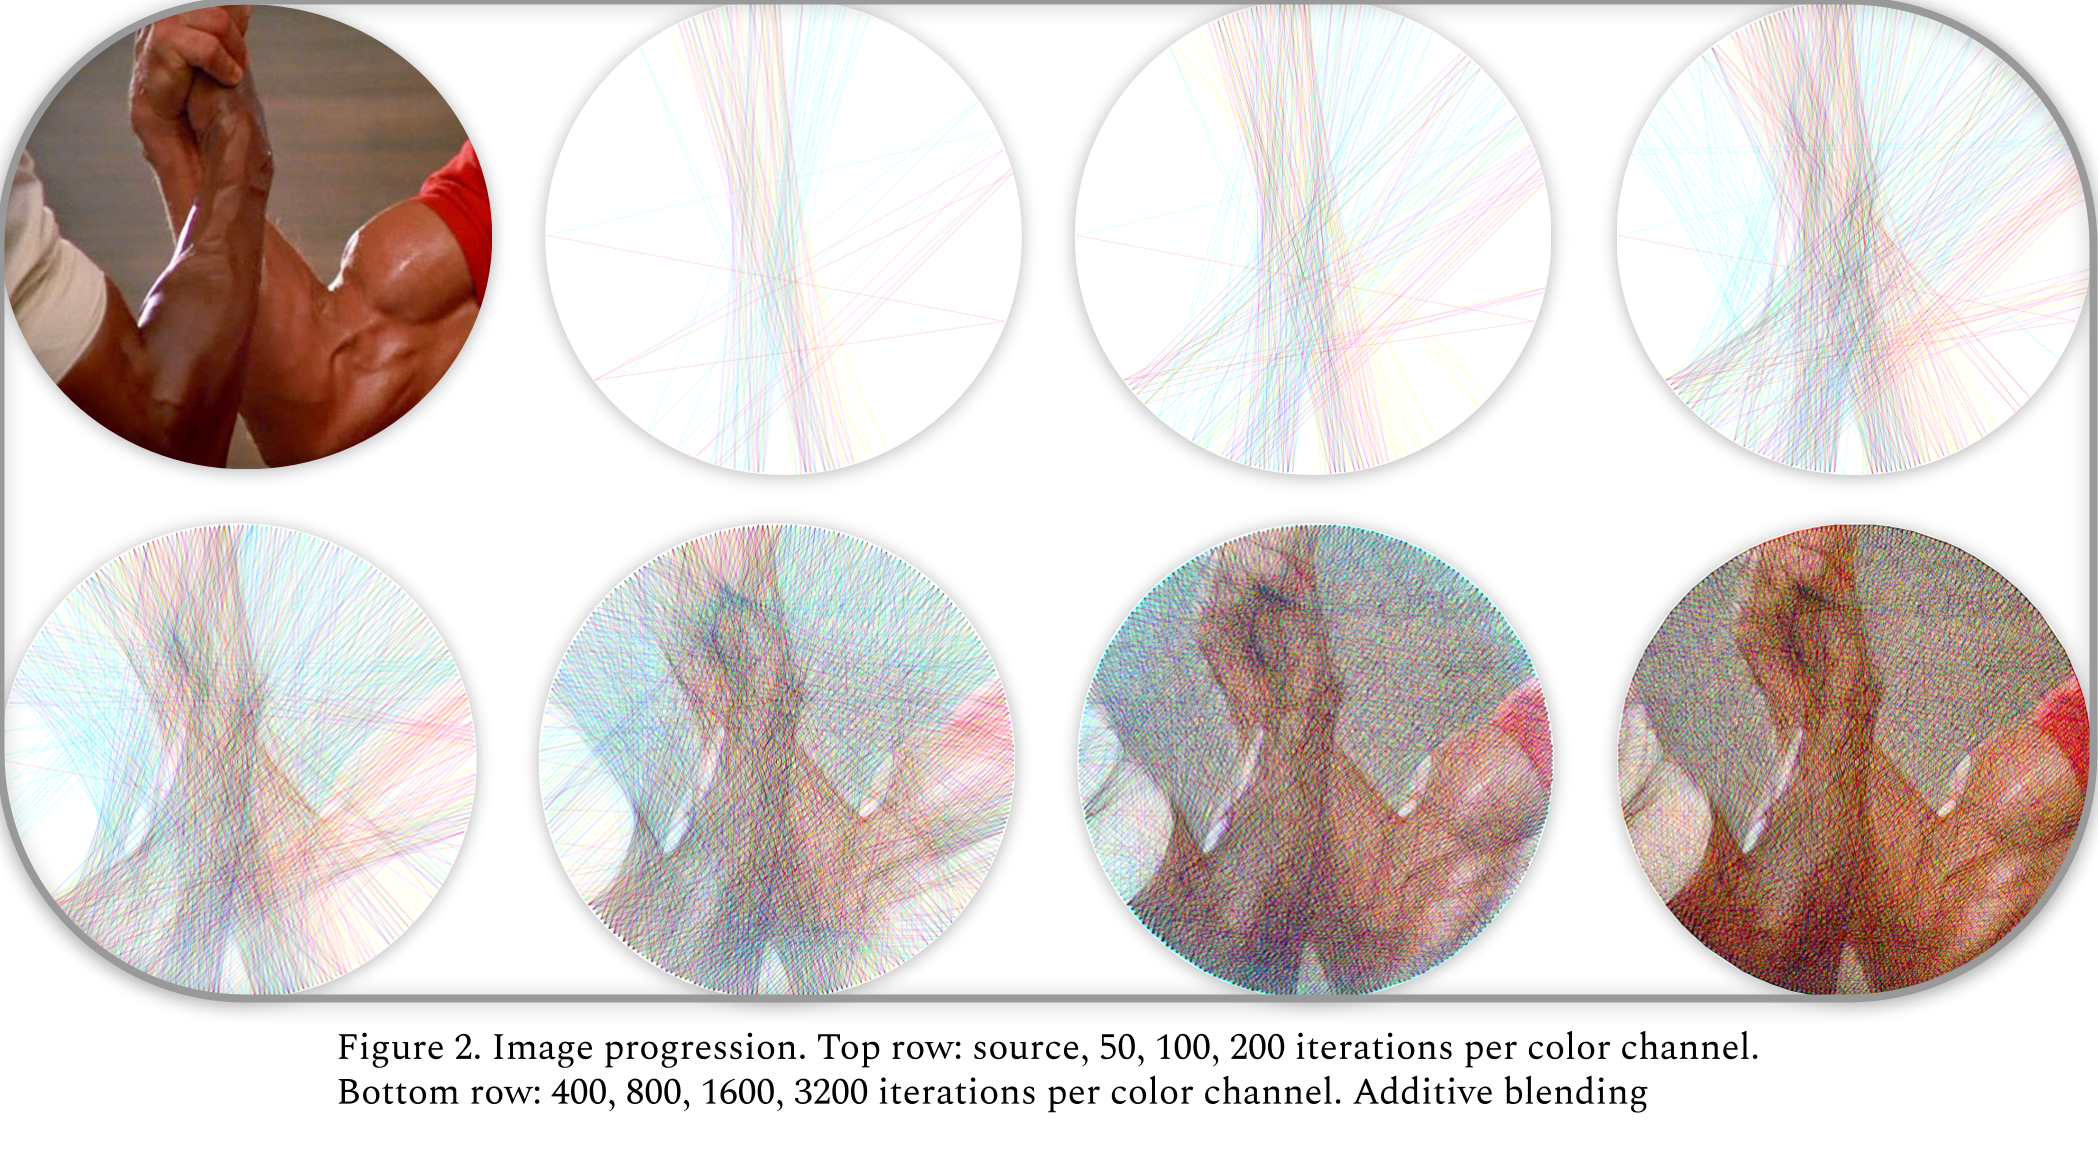 Figure 2. Image progression. Top row: source, 50, 100, 200 iterations per color channel.
Bottom row: 400, 800, 1600, 3200 iterations per color channel. Additive blending